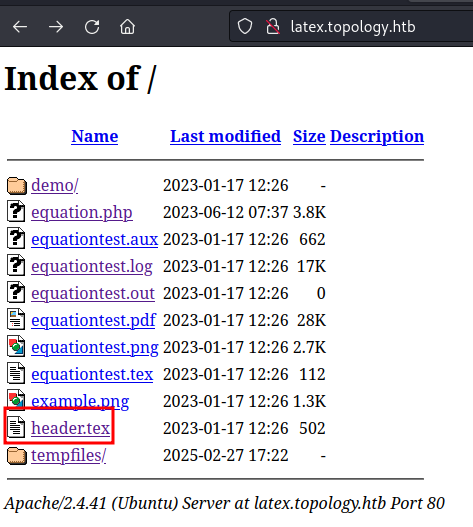 latex.topology.htb
Index of /
Name Last modified Size Description
demo/ 2023-01-17 12:26 -
equation.php 2023-06-12 07:37 3.8K
equationtest.aux 2023-01-17 12:26 662
equationtest.log 2023-01-17 12:26 17K
equationtest.out 2023-01-17 12:26 0
equationtest.pdf 2023-01-17 12:26 28K
equationtest.png 2023-01-17 12:26 2.7K
equationtest.tex 2023-01-17 12:26 112
example.png 2023-01-17 12:26 1.3K
header.tex 2023-01-17 12:26 502
tempfiles/ 2025-02-27 17:22 -
Apache/2.4.41 (Ubuntu) Server at latex.topology.htb Port 80